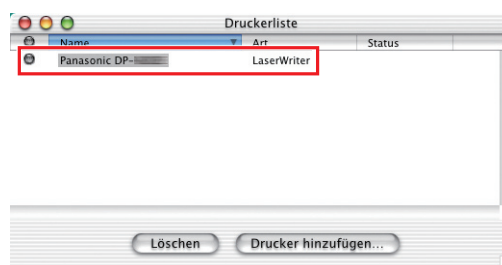 Druckerliste
Name Art Status
Panasonic DP- LaserWriter
Löschen Drucker hinzufügen...